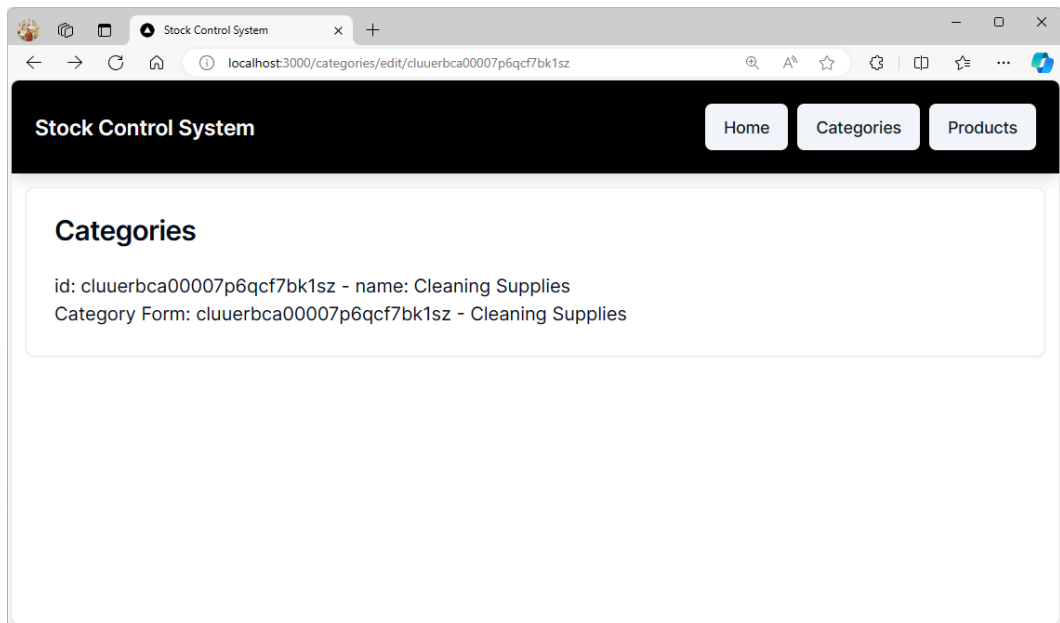 Stock Control System
localhost:3000/categories/edit/cluuerbca00007p6qcf7bk1sz
Stock Control System
Home
Categories
Products
Categories
id: cluuerbca00007p6qcf7bk1sz - name: Cleaning Supplies
Category Form: cluuerbca00007p6qcf7bk1sz - Cleaning Supplies